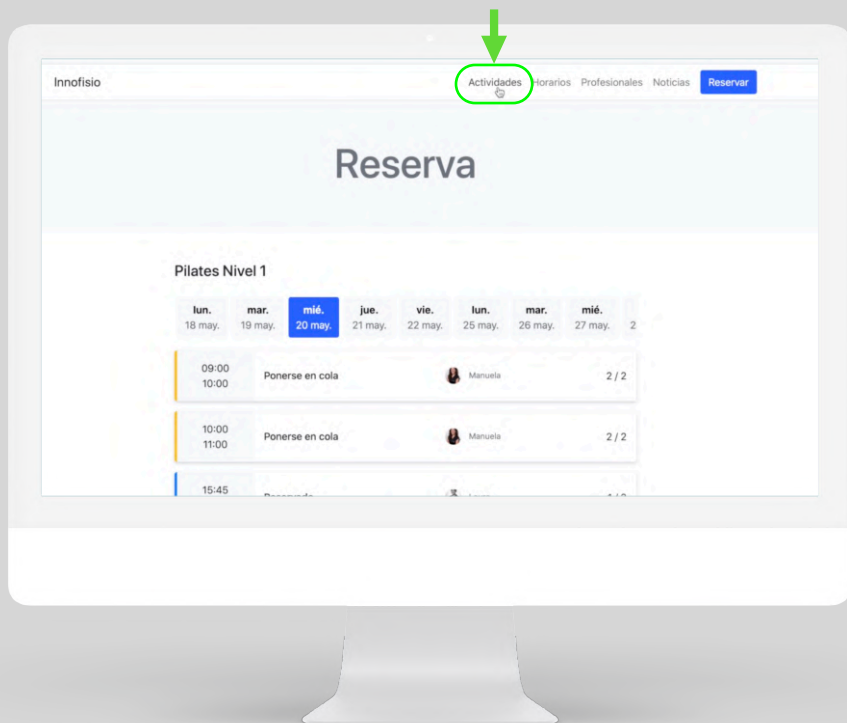 Innofisio
Actividades Horarios Profesionales Noticias Reservar
Reserva
Pilates Nivel 1
lun. mar. mié. jue. vie. lun. mar. mié.
18 may. 19 may. 20 may. 21 may. 22 may. 25 may. 26 may. 27 may. 2
09:00
Ponerse en cola Manuela 2 / 2
10:00
10:00
Ponerse en cola Manuela 2 / 2
11:00
15:45